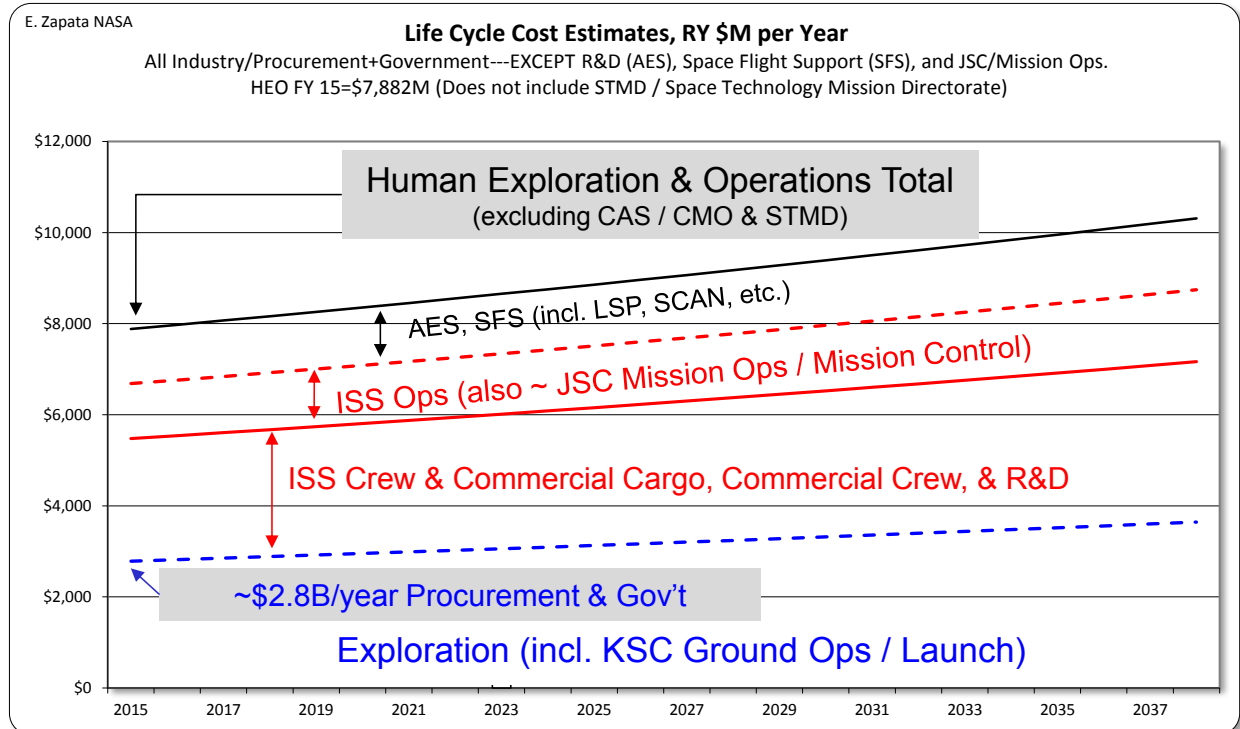 E. Zapata NASA
Life Cycle Cost Estimates, RY $M per Year
All Industry/Procurement+Government---EXCEPT R&D (AES), Space Flight Support (SFS), and JSC/Mission Ops.
HEO FY 15=$7,882M (Does not include STMD / Space Technology Mission Directorate)
$12,000
Human Exploration & Operations Total
(excluding CAS / CMO & STMD)
$10,000
AES, SFS (incl. LSP, SCAN, etc.)
$8,000
ISS Ops (also ~ JSC Mission Ops / Mission Control)
$6,000
ISS Crew & Commercial Cargo, Commercial Crew, & R&D
$4,000
~$2.8B/year Procurement & Gov't
$2,000
Exploration (incl. KSC Ground Ops / Launch)
$0
2015 2017 2019 2021 2023 2025 2027 2029 2031 2033 2035 2037